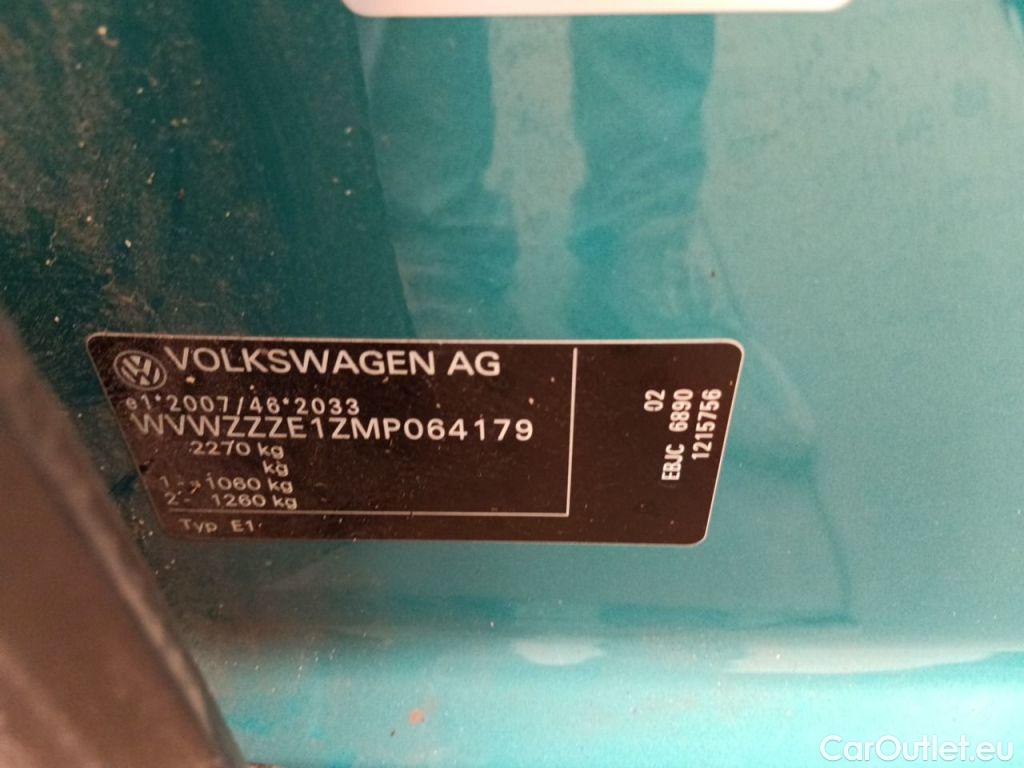 VOLKSWAGEN AG
e1*2007/46*2033
WVWZZZE1ZMP064179
2270 kg
kg
1 - 1060 kg
2 - 1260 kg
Typ E1
02
EBJC 6890
1215756
CarOutlet.eu